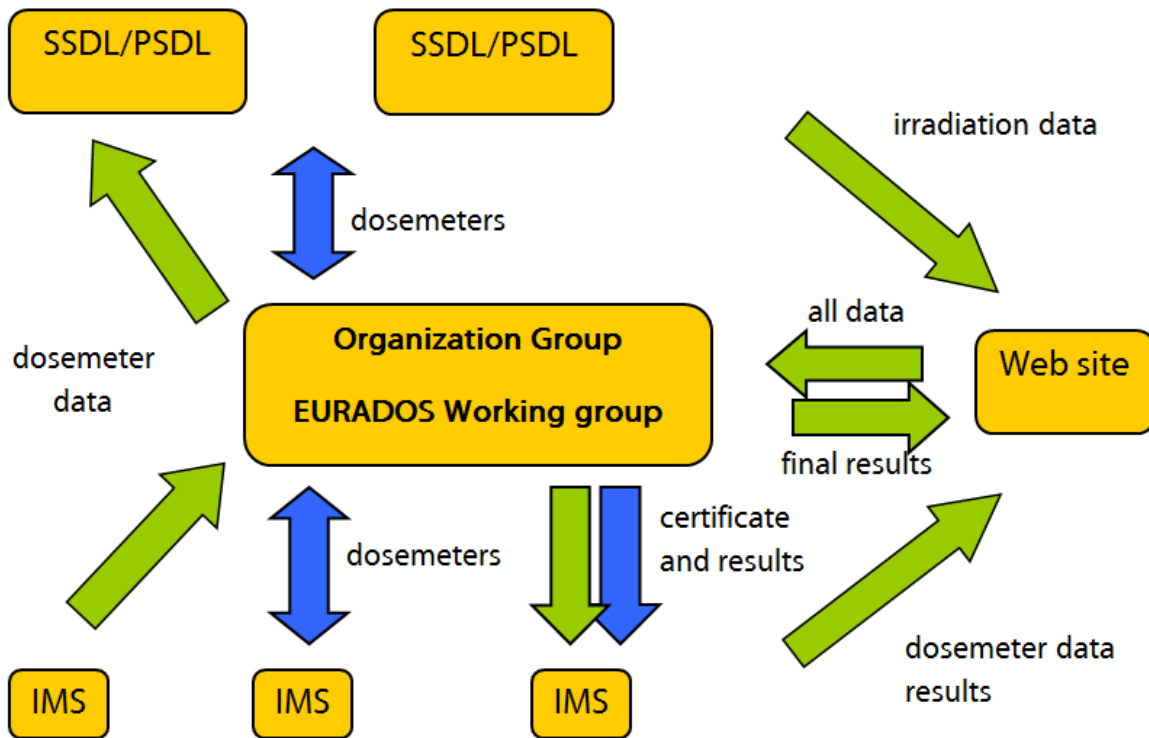 SSDL/PSDL
SSDL/PSDL
irradiation data
dosemeters
all data
Organization Group
EURADOS Working group
Web site
dosemeter
data
final results
certificate
and results
dosemeters
dosemeter data
results
IMS
IMS
IMS